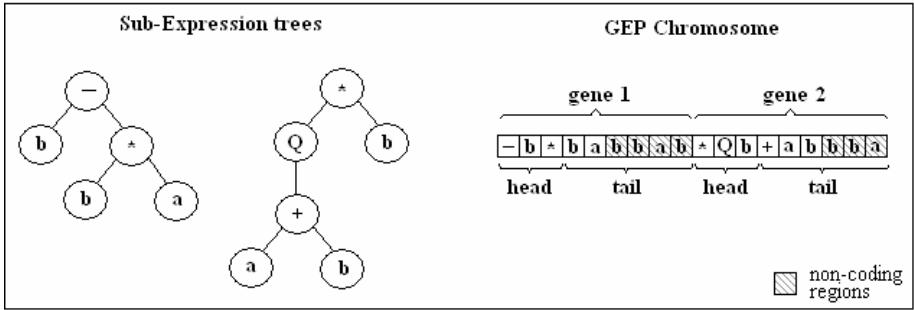 Sub-Expression trees
GEP Chromosome
−
b
*
b
a
*
Q
b
+
a
b
gene 1 gene 2
− b * b a b b a b * Q b + a b b b a
head tail head tail
non-coding
regions